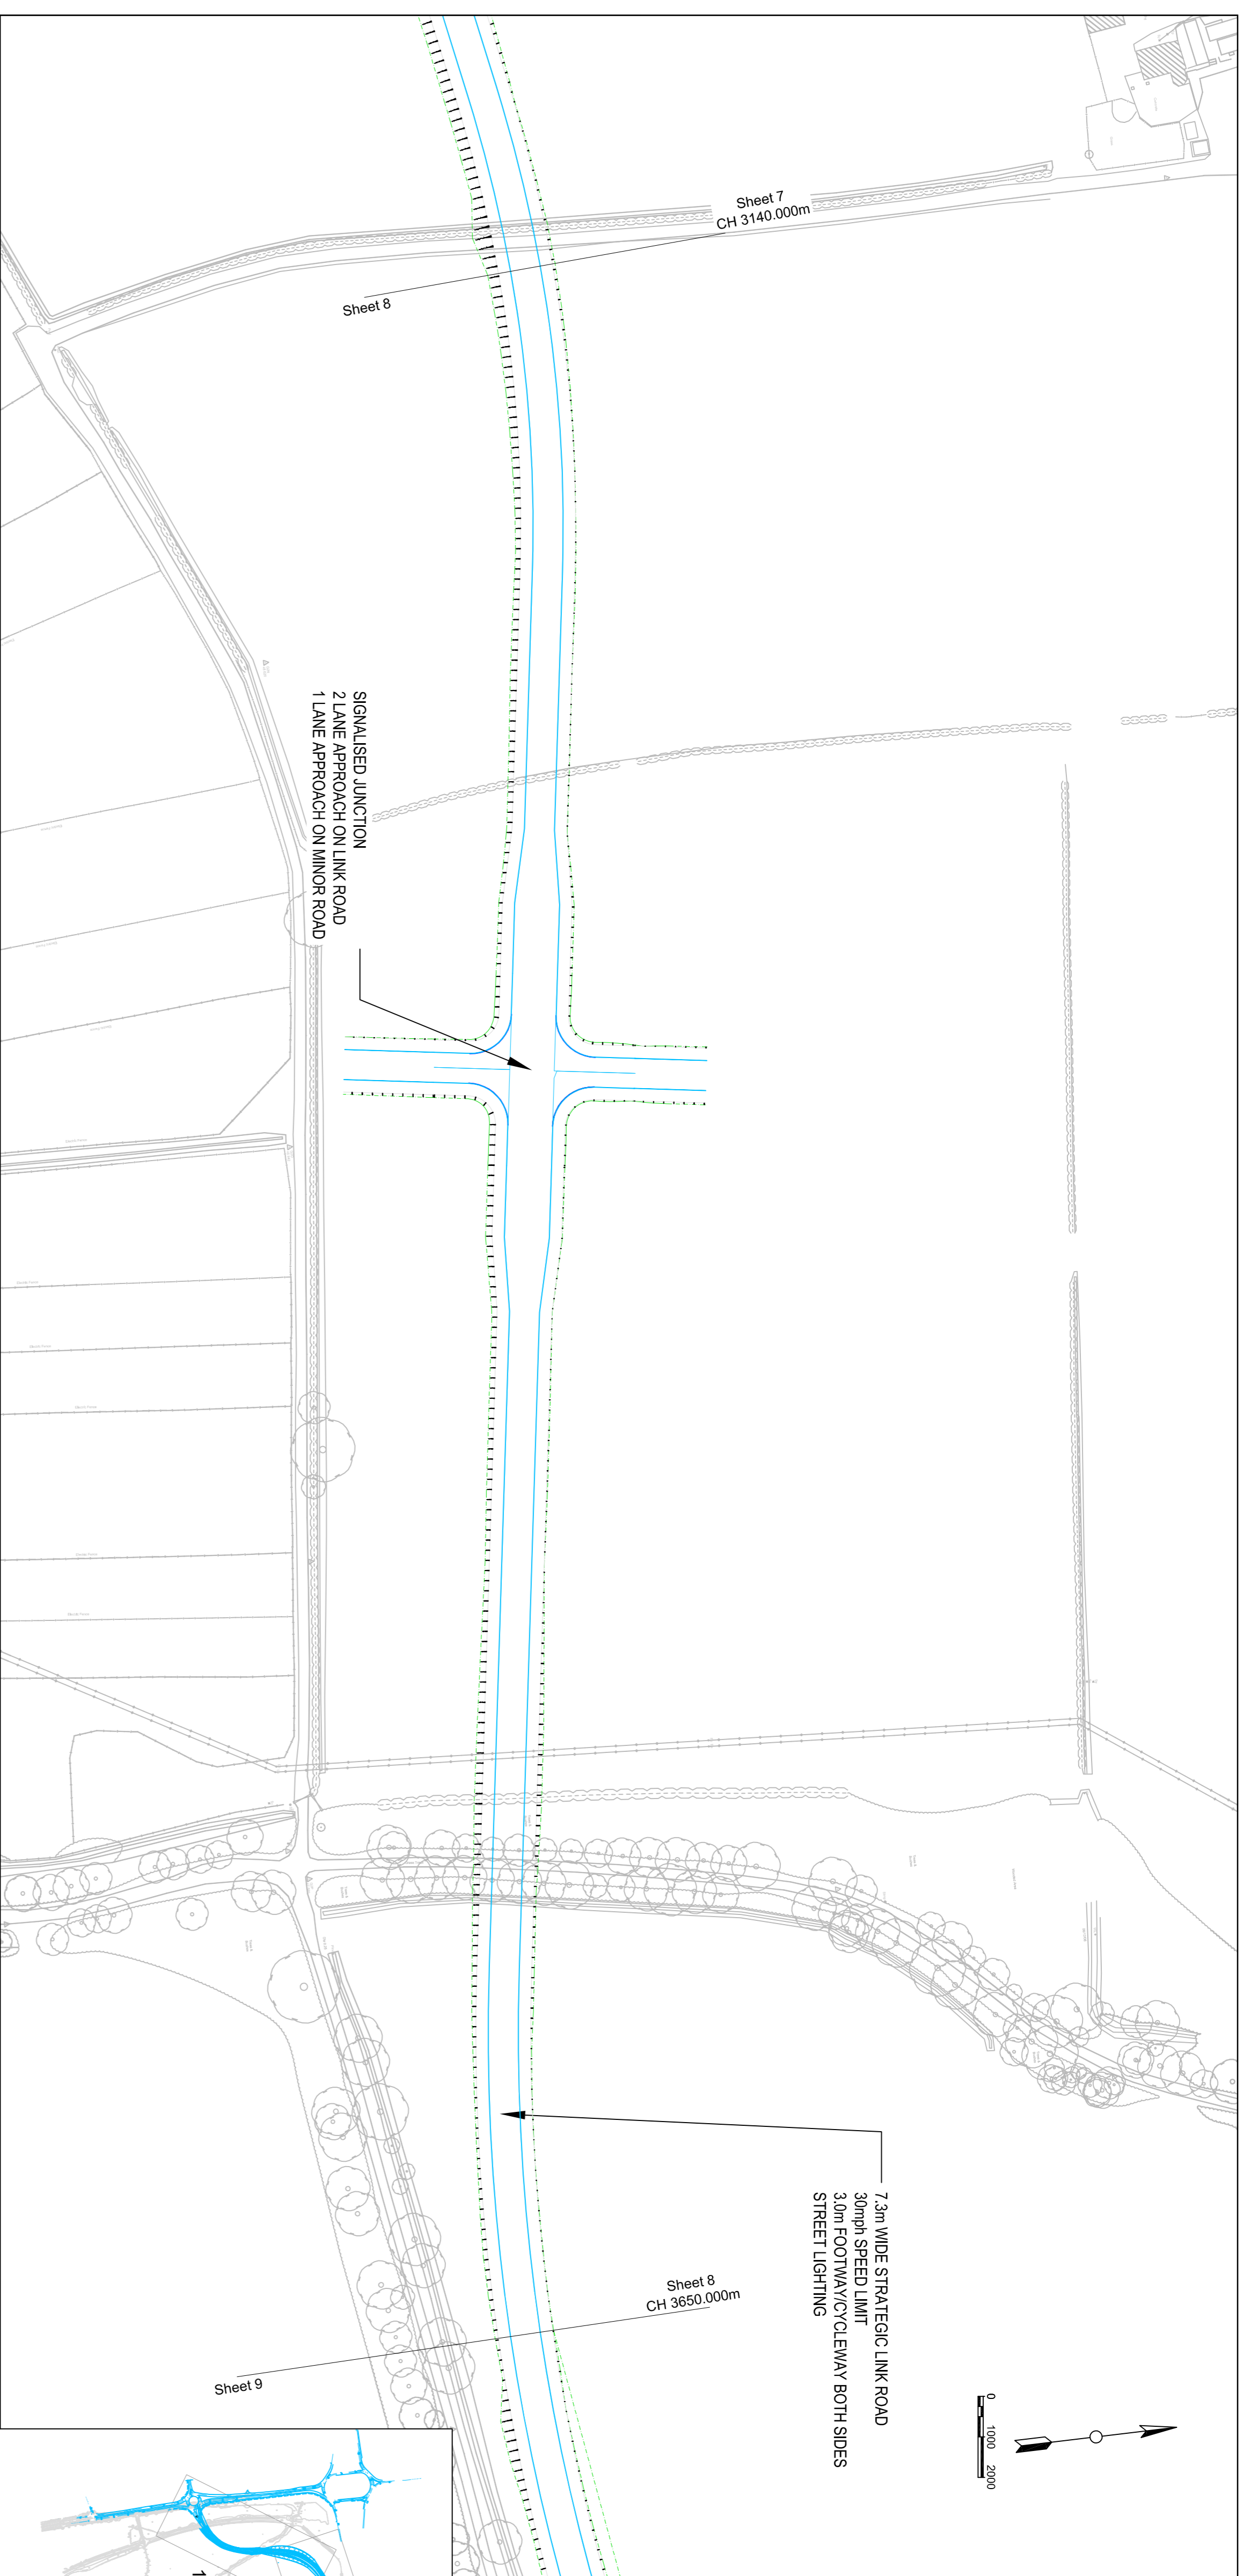 Sheet 7
CH 3140.000m
Sheet 8
SIGNALISED JUNCTION
2 LANE APPROACH ON LINK ROAD
1 LANE APPROACH ON MINOR ROAD
7.3m WIDE STRATEGIC LINK ROAD
30mph SPEED LIMIT
3.0m FOOTWAY/CYCLEWAY BOTH SIDES
STREET LIGHTING
Sheet 8
CH 3650.000m
Sheet 9
0 1000 2000
1